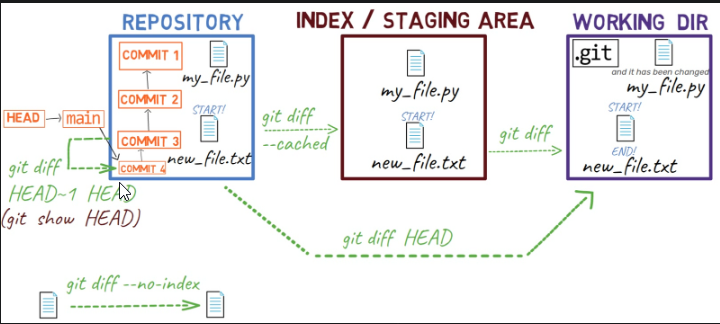 REPOSITORY
INDEX / STAGING AREA
WORKING DIR
COMMIT 1
my_file.py
COMMIT 2
HEAD
main
START!
COMMIT 3
new_file.txt
COMMIT 4
git diff
HEAD~1 HEAD
(git show HEAD)
git diff
--cached
my_file.py
START!
new_file.txt
git diff
.git
and it has been changed
my_file.py
START!
END!
new_file.txt
git diff HEAD
git diff --no-index